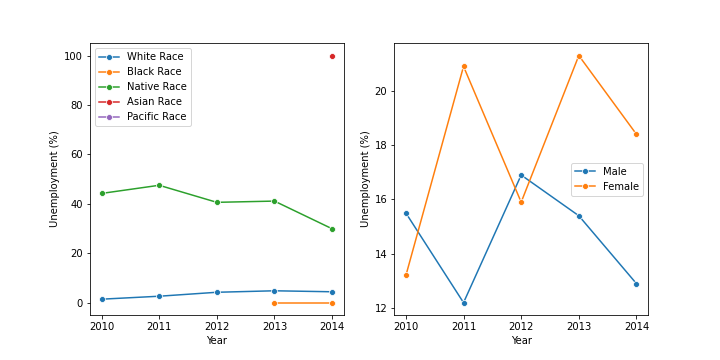 100
80
60
40
20
0
Unemployment (%)
2010 2011 2012 2013 2014
Year
White Race
Black Race
Native Race
Asian Race
Pacific Race
20
18
16
14
12
Unemployment (%)
2010 2011 2012 2013 2014
Year
Male
Female